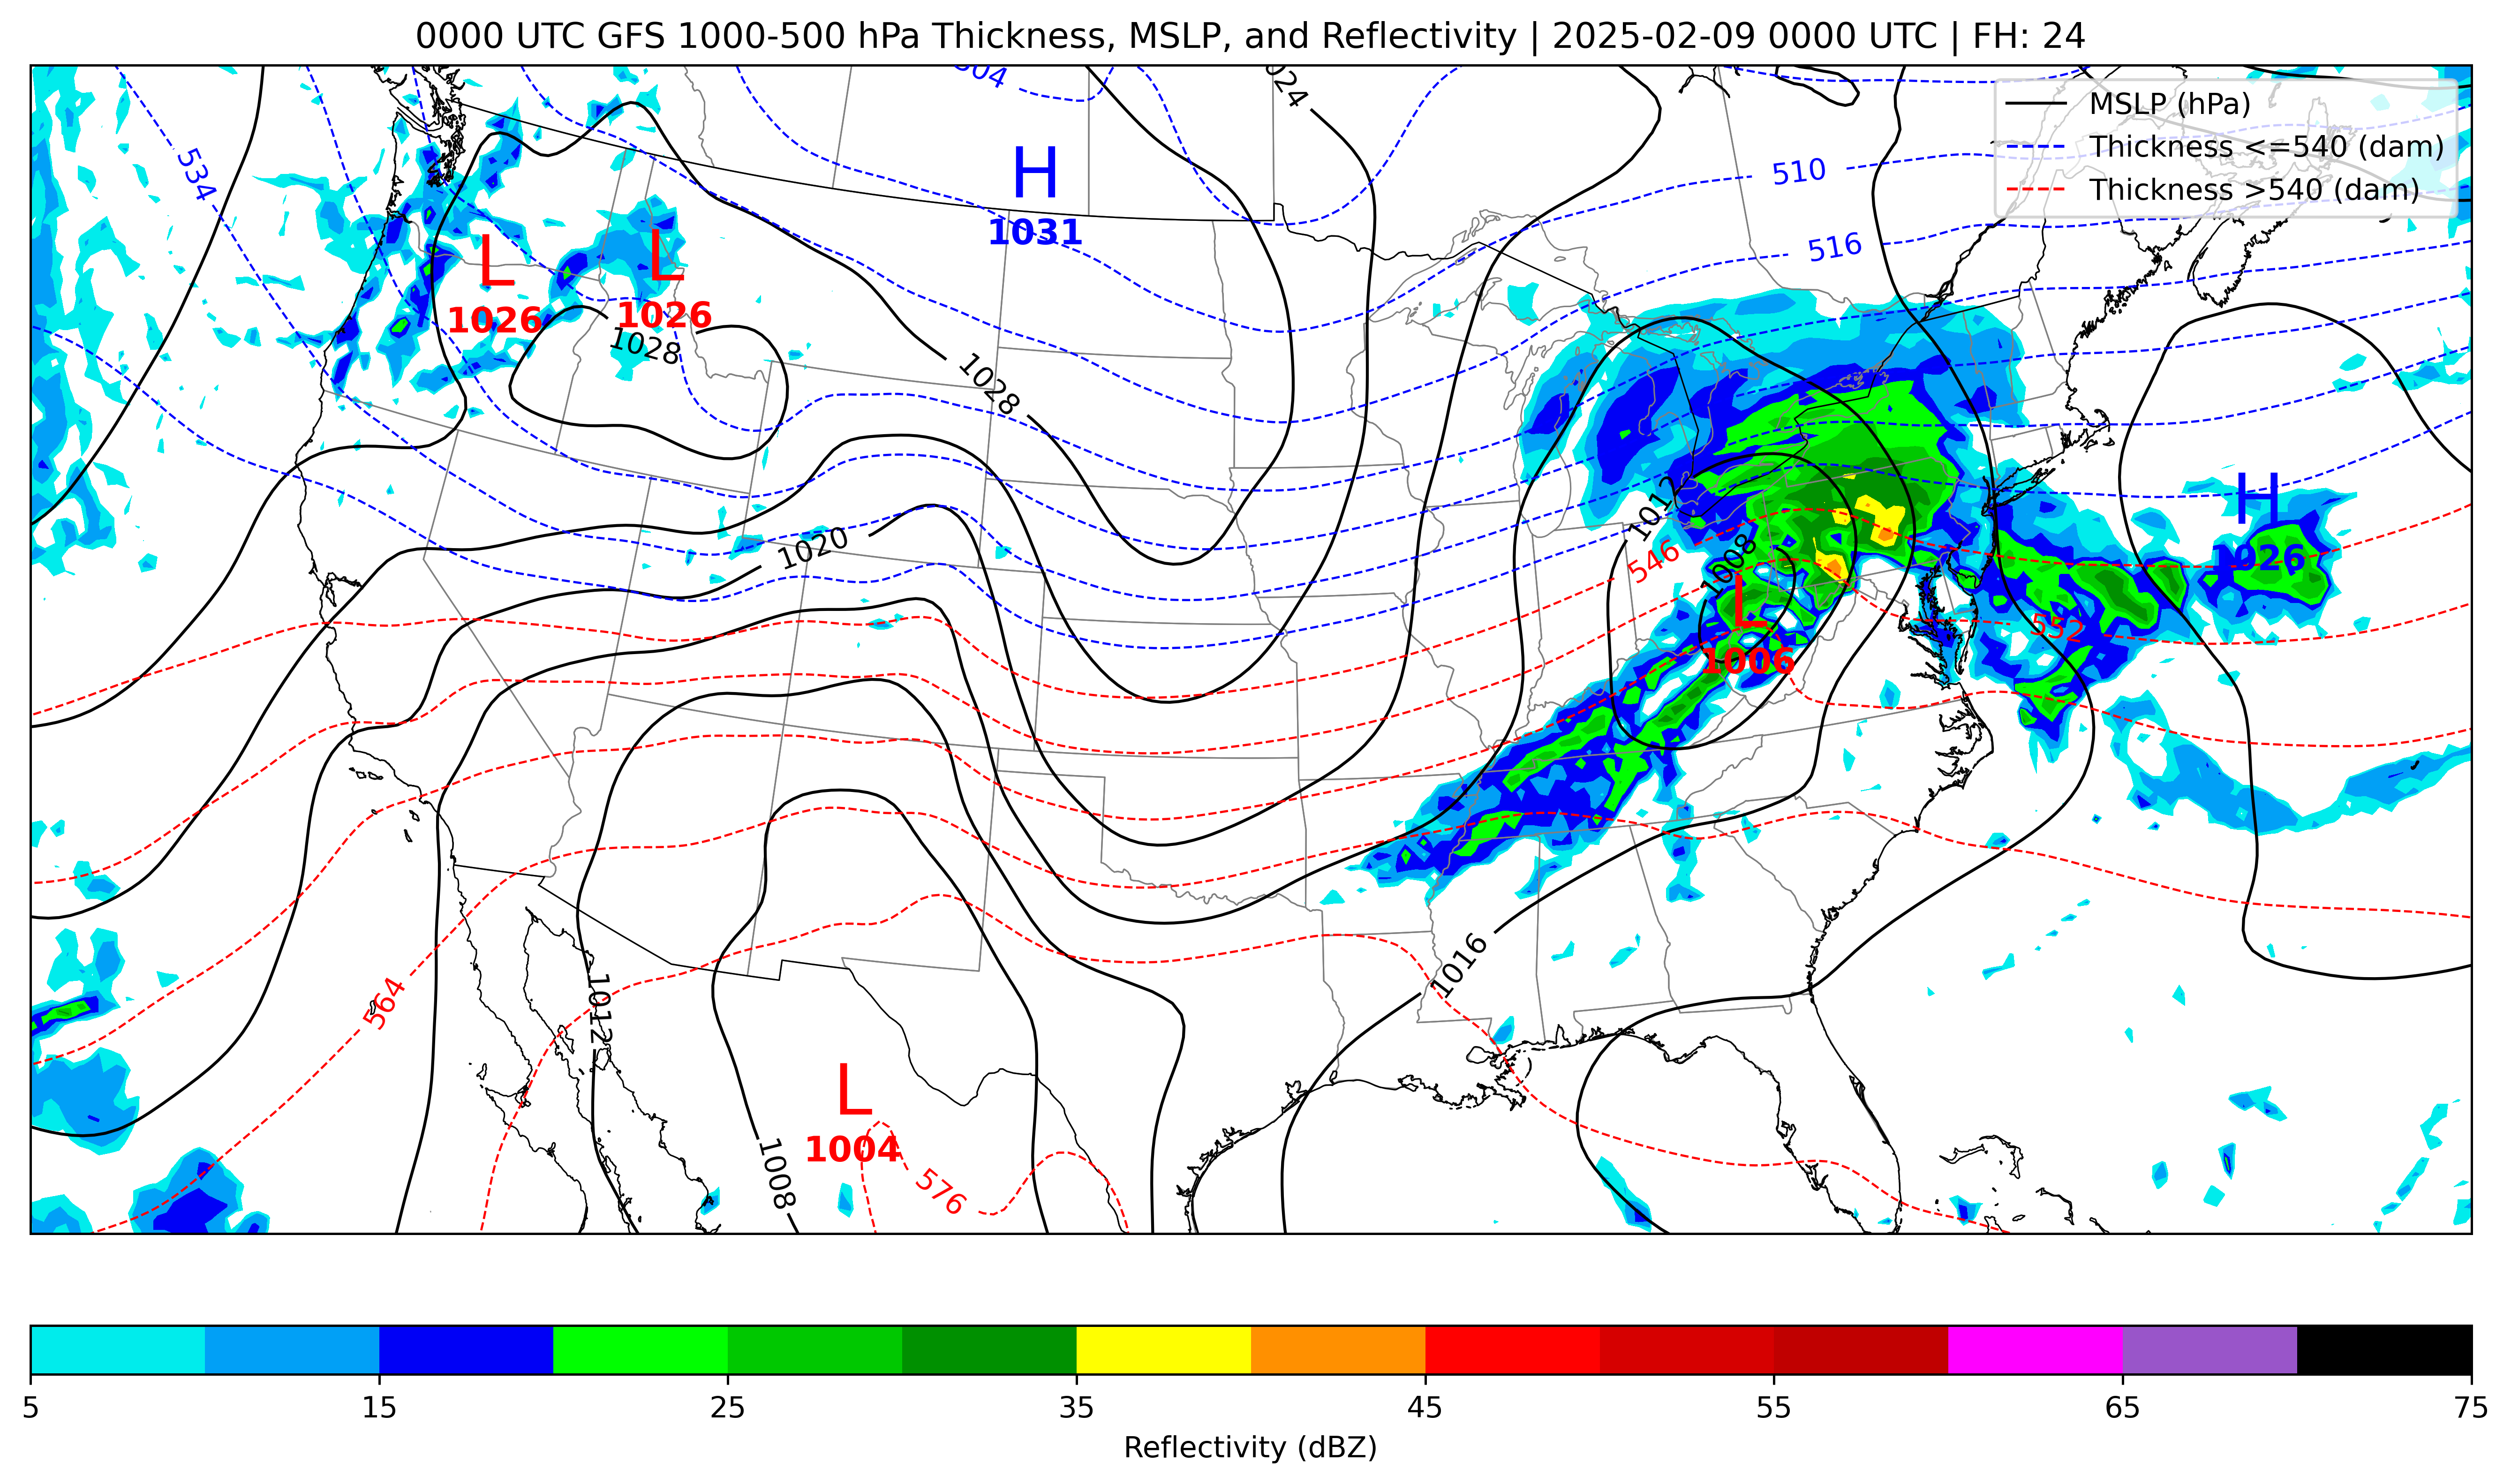 0000 UTC GFS 1000-500 hPa Thickness, MSLP, and Reflectivity | 2025-02-09 0000 UTC | FH: 24
MSLP (hPa)
Thickness <=540 (dam)
Thickness >540 (dam)
504
1024
534
510
516
H
1031
L
1026
L
1026
1028
1028
1012
H
1026
1020
546
1008
L
1006
552
1016
564
1012
L
1004
1008
576
5
15
25
35
45
55
65
75
Reflectivity (dBZ)